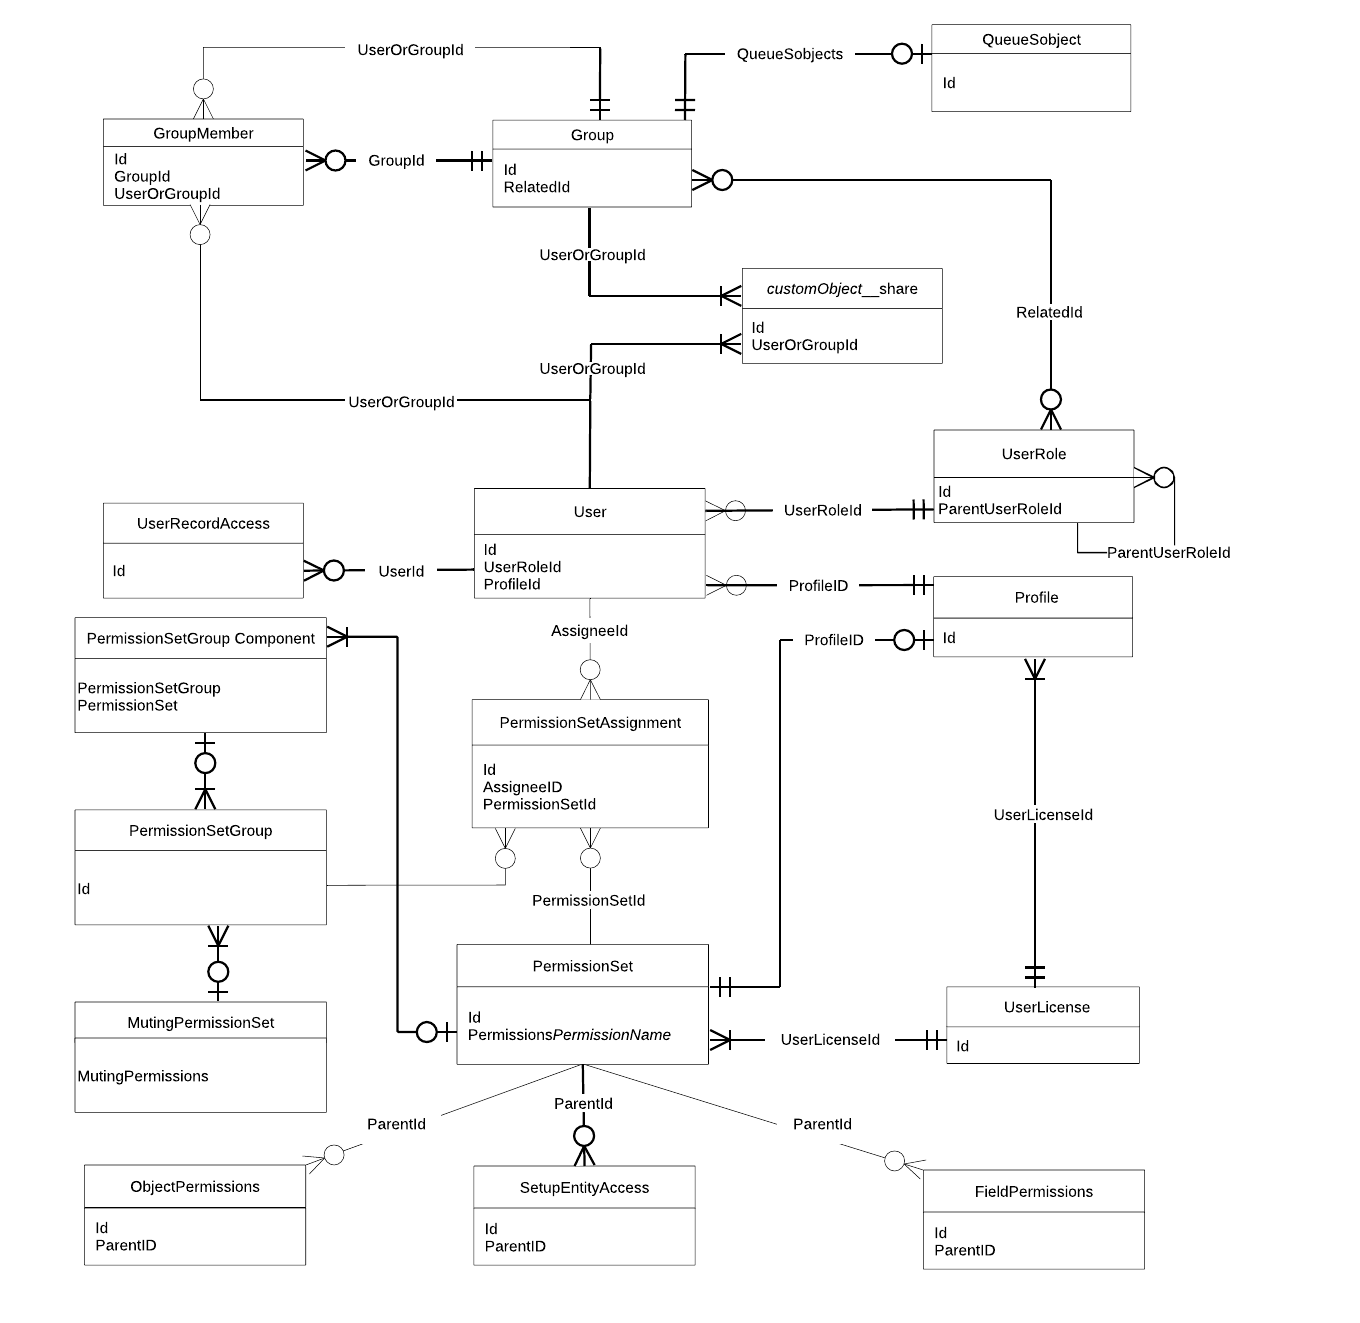 UserOrGroupId
QueueSobjects
QueueSobject
Id
GroupMember
Id
GroupId
UserOrGroupId
GroupId
Group
Id
RelatedId
UserOrGroupId
customObject__share
Id
UserOrGroupId
RelatedId
UserOrGroupId
UserOrGroupId
UserRole
Id
ParentUserRoleId
ParentUserRoleId
UserRecordAccess
Id
UserId
User
Id
UserRoleId
ProfileId
UserRoleId
ProfileID
Profile
Id
ProfileID
AssigneeId
PermissionSetGroup Component
PermissionSetGroup
PermissionSet
PermissionSetAssignment
Id
AssigneeID
PermissionSetId
UserLicenseId
PermissionSetGroup
Id
PermissionSetId
PermissionSet
Id
PermissionsPermissionName
UserLicenseId
UserLicense
Id
MutingPermissionSet
MutingPermissions
ParentId
ParentId
ParentId
ObjectPermissions
Id
ParentID
SetupEntityAccess
Id
ParentID
FieldPermissions
Id
ParentID